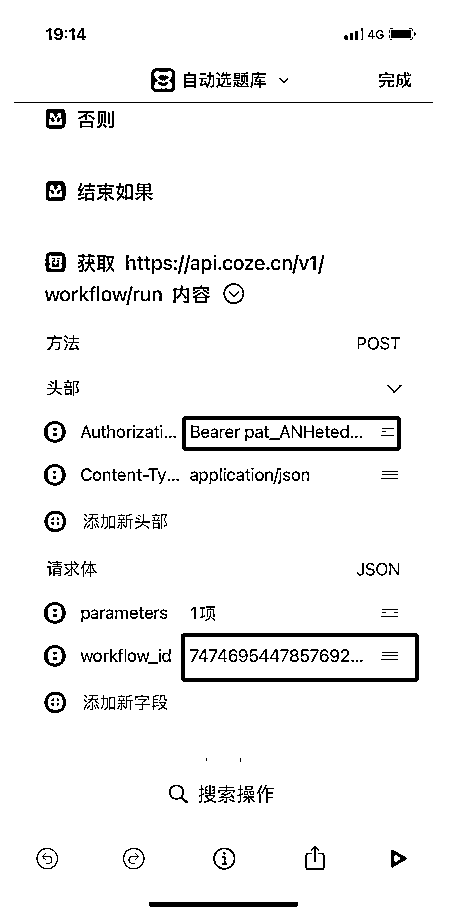 19:14 4G
自动选题库 完成
否则
结束如果
获取 https://api.coze.cn/v1/
workflow/run 内容
方法 POST
头部
Authorizati... Bearer pat_ANHeted...
Content-Ty... application/json
添加新头部
请求体 JSON
parameters 1项
workflow_id 7474695447857692...
添加新字段
搜索操作